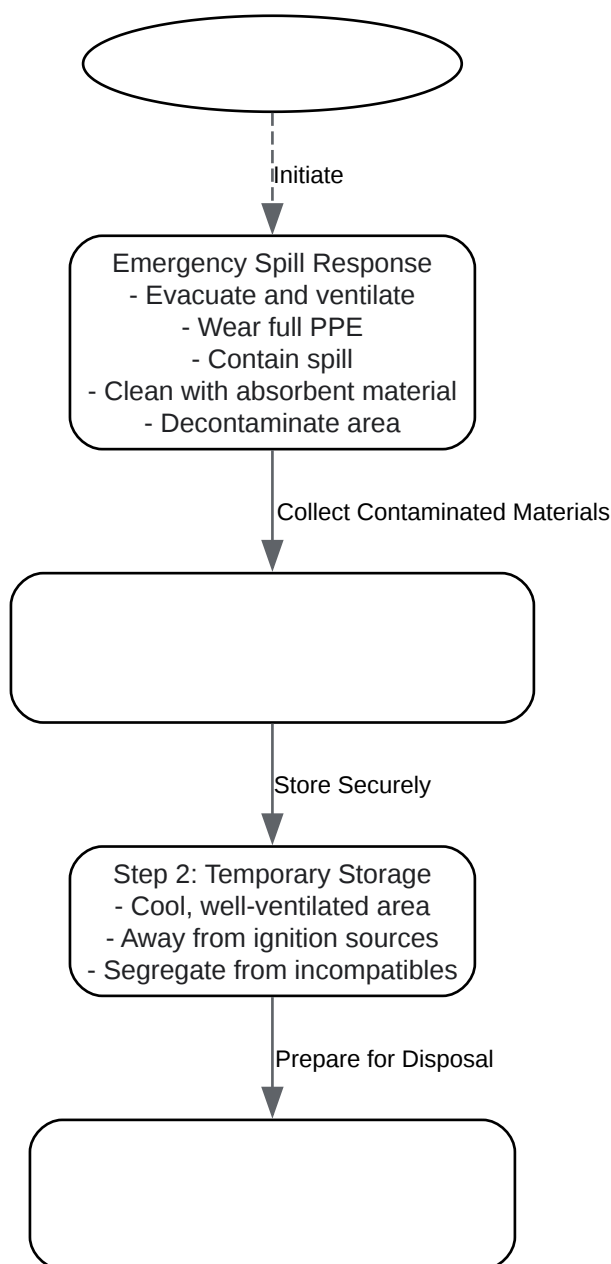 Initiate
Emergency Spill Response
- Evacuate and ventilate
- Wear full PPE
- Contain spill
- Clean with absorbent material
- Decontaminate area
Collect Contaminated Materials
Store Securely
Step 2: Temporary Storage
- Cool, well-ventilated area
- Away from ignition sources
- Segregate from incompatibles
Prepare for Disposal